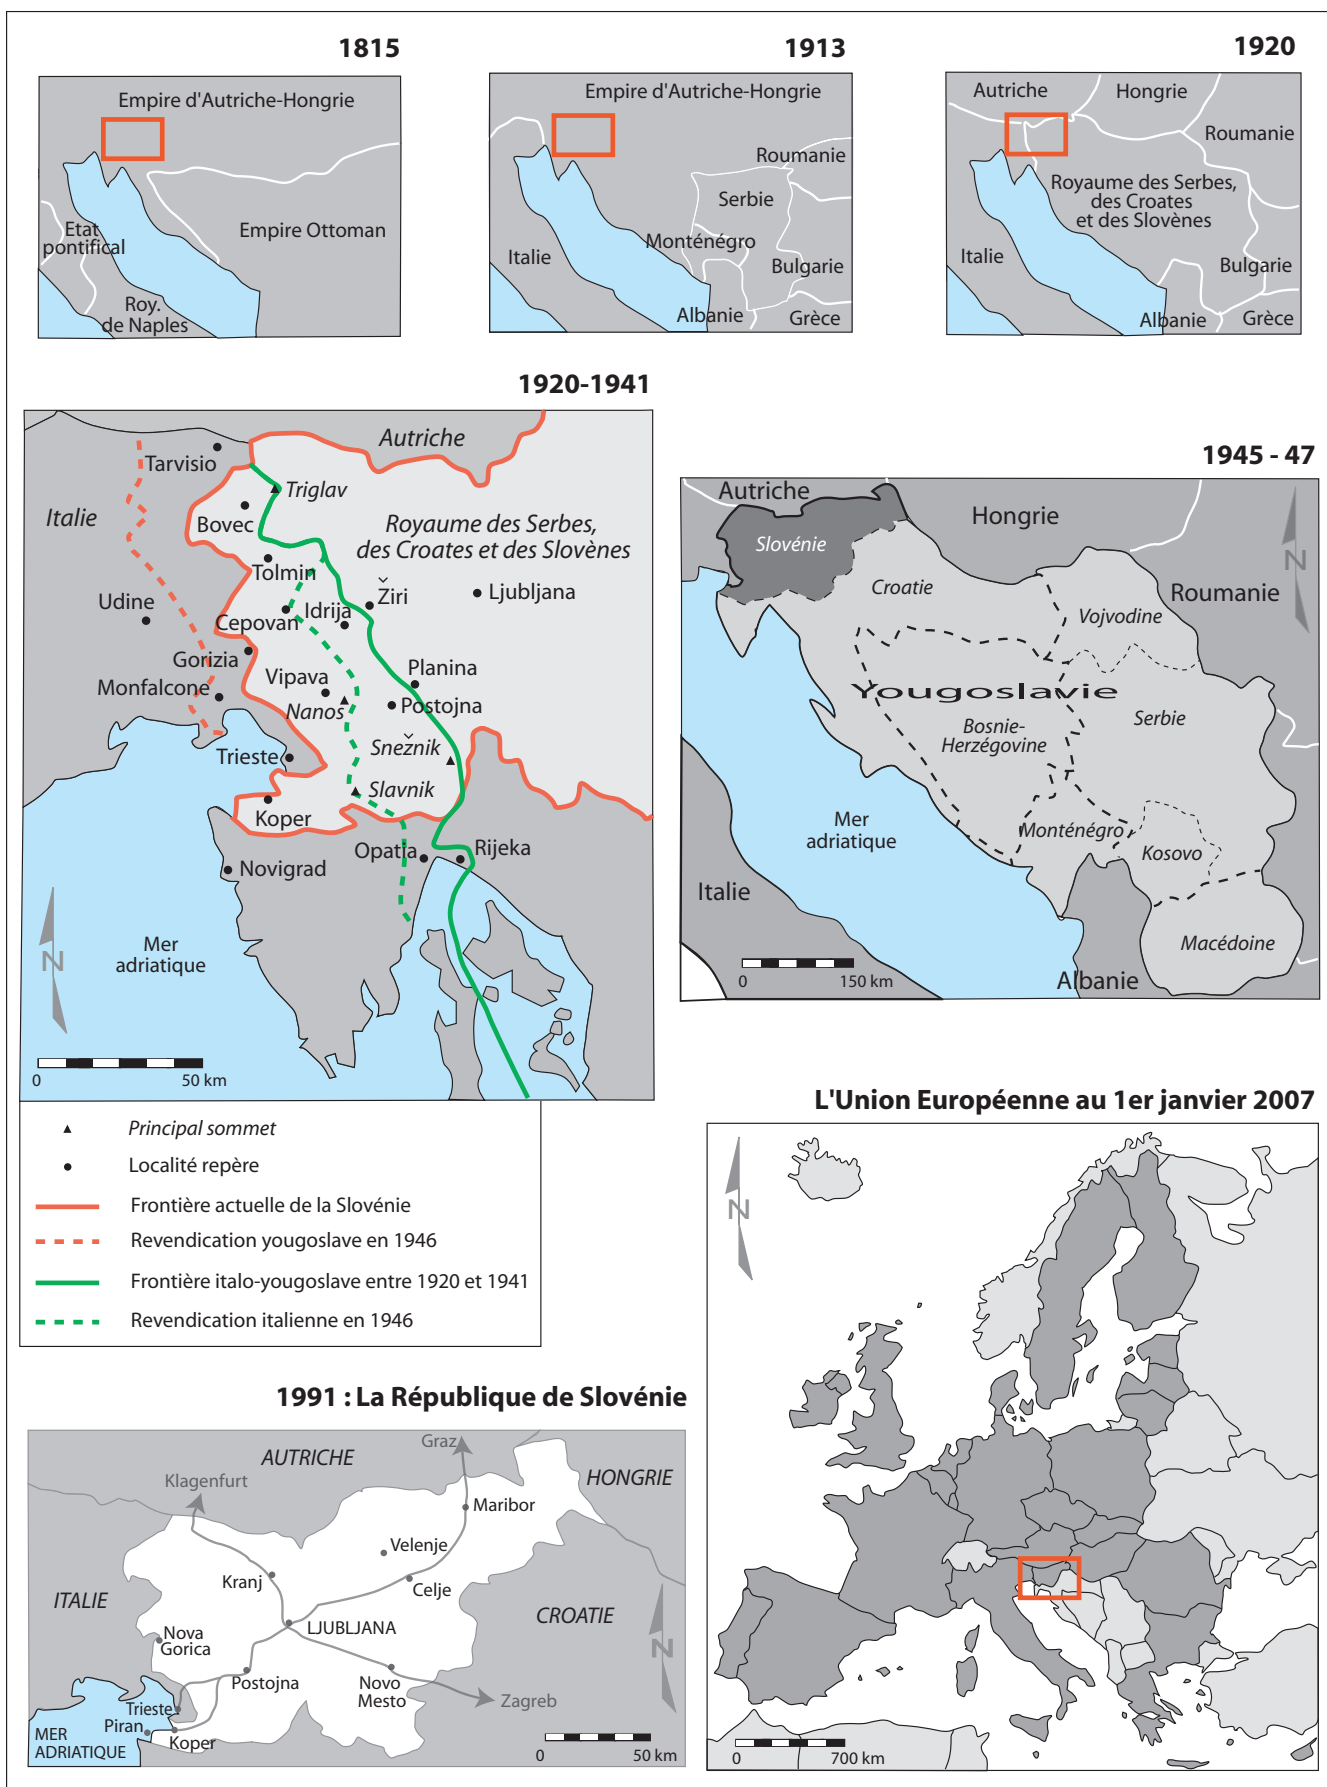 1815
Empire d'Autriche-Hongrie
Etat
pontifical
Empire Ottoman
Roy.
de Naples
1913
Empire d'Autriche-Hongrie
Roumanie
Serbie
Monténégro
Italie
Bulgarie
Albanie
Grèce
1920
Autriche
Hongrie
Roumanie
Royaume des Serbes,
des Croates
et des Slovènes
Italie
Bulgarie
Albanie
Grèce
1920-1941
Autriche
Tarvisio
Triglav
Italie
Bovec
Royaume des Serbes,
des Croates et des Slovènes
Tolmin
Žiri
Ljubljana
Udine
Cepovan
Idrija
Gorizia
Planina
Vipava
Monfalcone
Nanos
Postojna
Snežnik
Trieste
Slavnik
Koper
Opatja
Rijeka
Novigrad
Mer
adriatique
N
0
50 km
Principal sommet
Localité repère
Frontière actuelle de la Slovénie
Revendication yougoslave en 1946
Frontière italo-yougoslave entre 1920 et 1941
Revendication italienne en 1946
1945 - 47
Autriche
Hongrie
Slovénie
N
Croatie
Roumanie
Vojvodine
Yougoslavie
Serbie
Bosnie-
Herzégovine
Mer
adriatique
Monténégro
Kosovo
Italie
Macédoine
Albanie
0
150 km
L'Union Européenne au 1er janvier 2007
N
0
700 km
1991 : La République de Slovénie
Graz
AUTRICHE
Klagenfurt
HONGRIE
Maribor
Velenje
Kranj
Celje
ITALIE
CROATIE
LJUBLJANA
Nova
Gorica
N
Postojna
Novo
Mesto
Zagreb
Trieste
Piran
MER
ADRIATIQUE
Koper
0
50 km